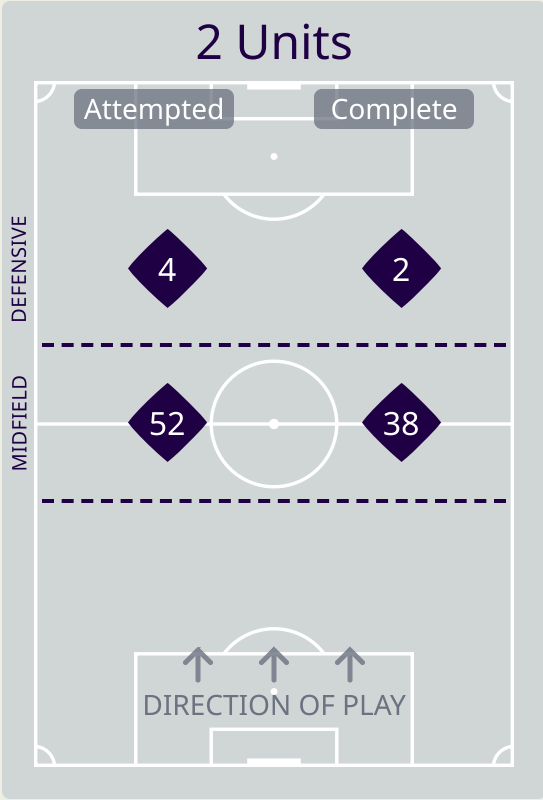 2 Units
Attempted
Complete
DEFENSIVE
4
2
MIDFIELD
52
38
DIRECTION OF PLAY